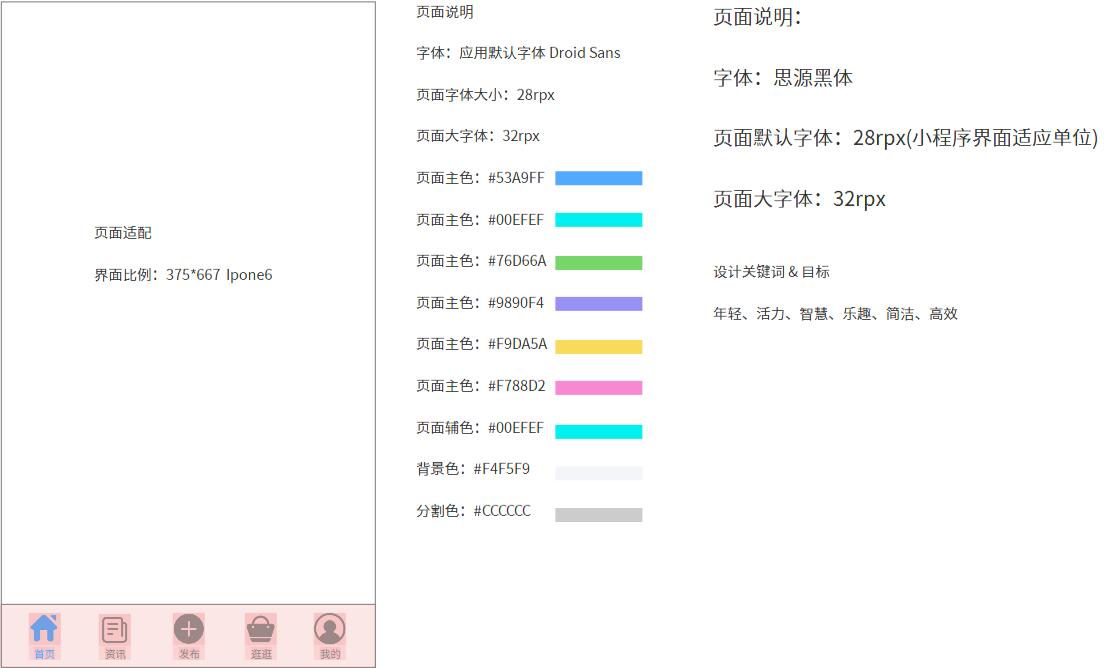 页面适配
界面比例：375*667 Ipone6
首页
资讯
发布
逛逛
我的
页面说明
字体：应用默认字体 Droid Sans
页面字体大小：28rpx
页面大字体：32rpx
页面主色：#53A9FF
页面主色：#00EFEF
页面主色：#76D66A
页面主色：#9890F4
页面主色：#F9DA5A
页面主色：#F788D2
页面辅色：#00EFEF
背景色：#F4F5F9
分割色：#CCCCCC
页面说明：
字体：思源黑体
页面默认字体：28rpx(小程序界面适应单位)
页面大字体：32rpx
设计关键词 & 目标
年轻、活力、智慧、乐趣、简洁、高效